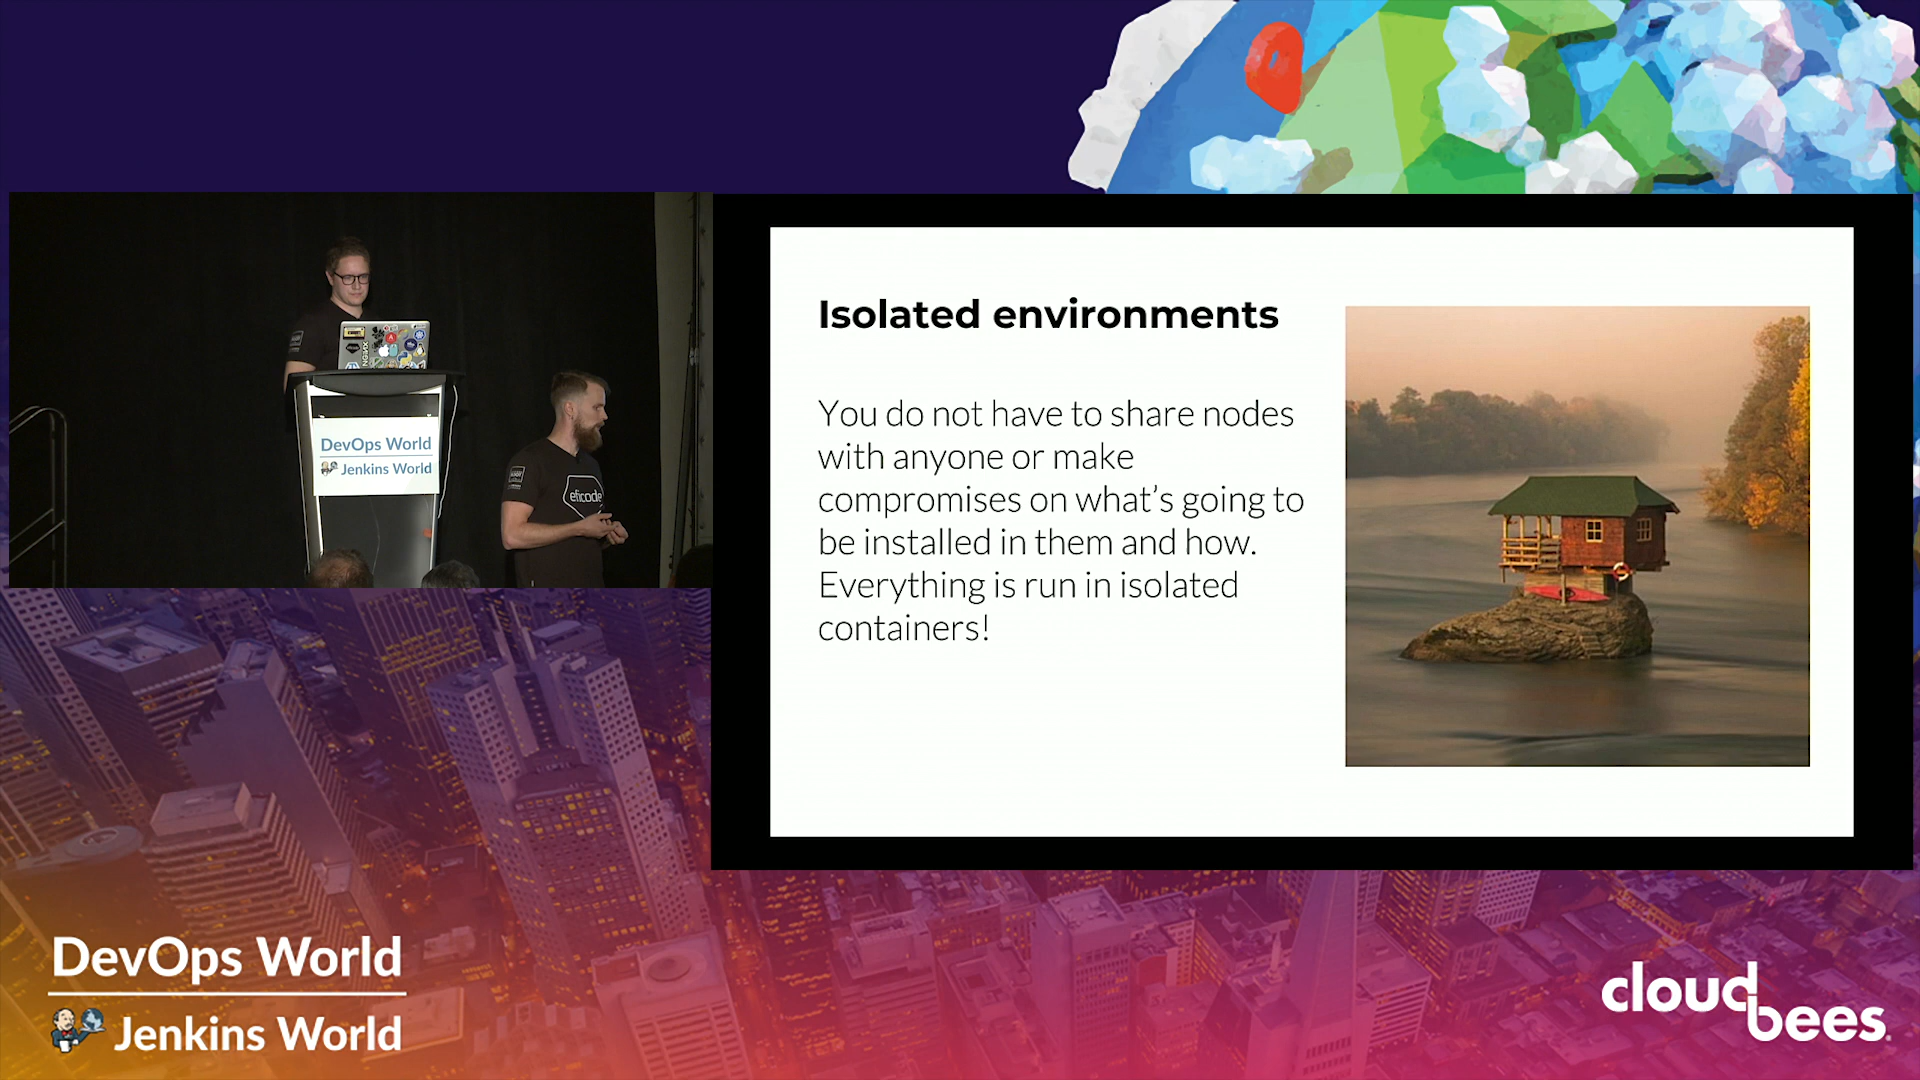 Isolated environments
You do not have to share nodes
with anyone or make
compromises on what's going to
be installed in them and how.
Everything is run in isolated
containers!
DevOps World
Jenkins World
eficode
NGINX
DevOps World
Jenkins World
cloudbees